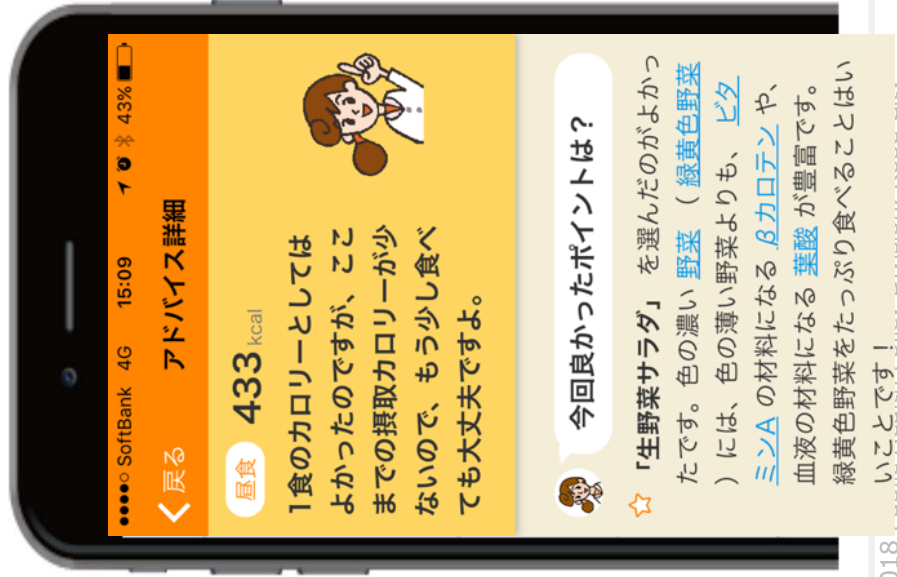 ●●●●○ SoftBank 4G 15:09 43%
戻る アドバイス詳細
昼食 433 kcal
1食のカロリーとしては
よかったのですが、ここ
までの摂取カロリーが少
ないので、もう少し食べ
ても大丈夫ですよ。
今回良かったポイントは？
「生野菜サラダ」 を選んだのがよかっ
たです。色の濃い 野菜 （ 緑黄色野菜
）には、色の薄い野菜よりも、 ビタ
ミンA の材料になる βカロテン や、
血液の材料になる 葉酸 が豊富です。
緑黄色野菜をたっぷり食べることはい
いことです！